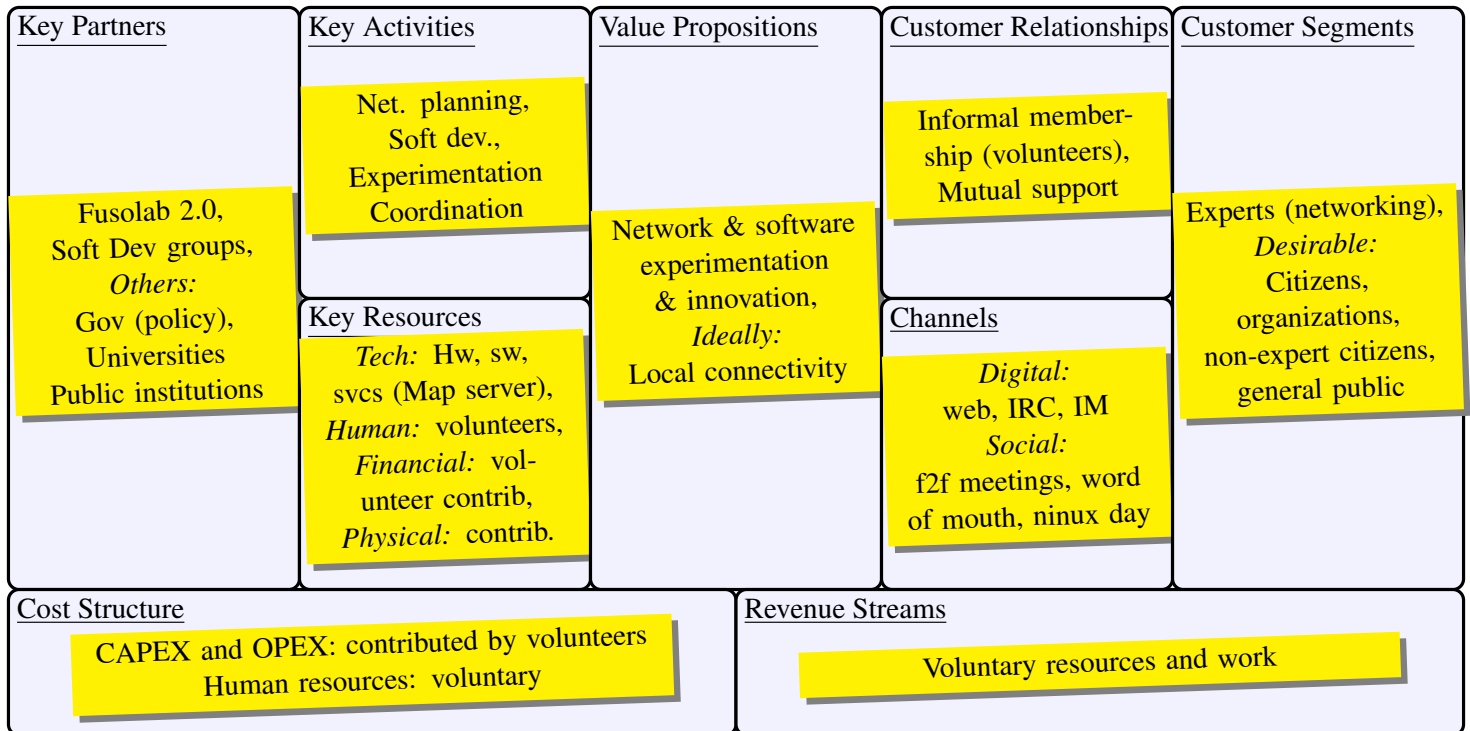 Key Partners
Fusolab 2.0,
Soft Dev groups,
Others:
Gov (policy),
Universities
Public institutions
Key Activities
Net. planning,
Soft dev.,
Experimentation
Coordination
Key Resources
Tech: Hw, sw,
svcs (Map server),
Human: volunteers,
Financial: vol-
unteer contrib,
Physical: contrib.
Value Propositions
Network & software
experimentation
& innovation,
Ideally:
Local connectivity
Customer Relationships
Informal member-
ship (volunteers),
Mutual support
Channels
Digital:
web, IRC, IM
Social:
f2f meetings, word
of mouth, ninux day
Customer Segments
Experts (networking),
Desirable:
Citizens,
organizations,
non-expert citizens,
general public
Cost Structure
CAPEX and OPEX: contributed by volunteers
Human resources: voluntary
Revenue Streams
Voluntary resources and work